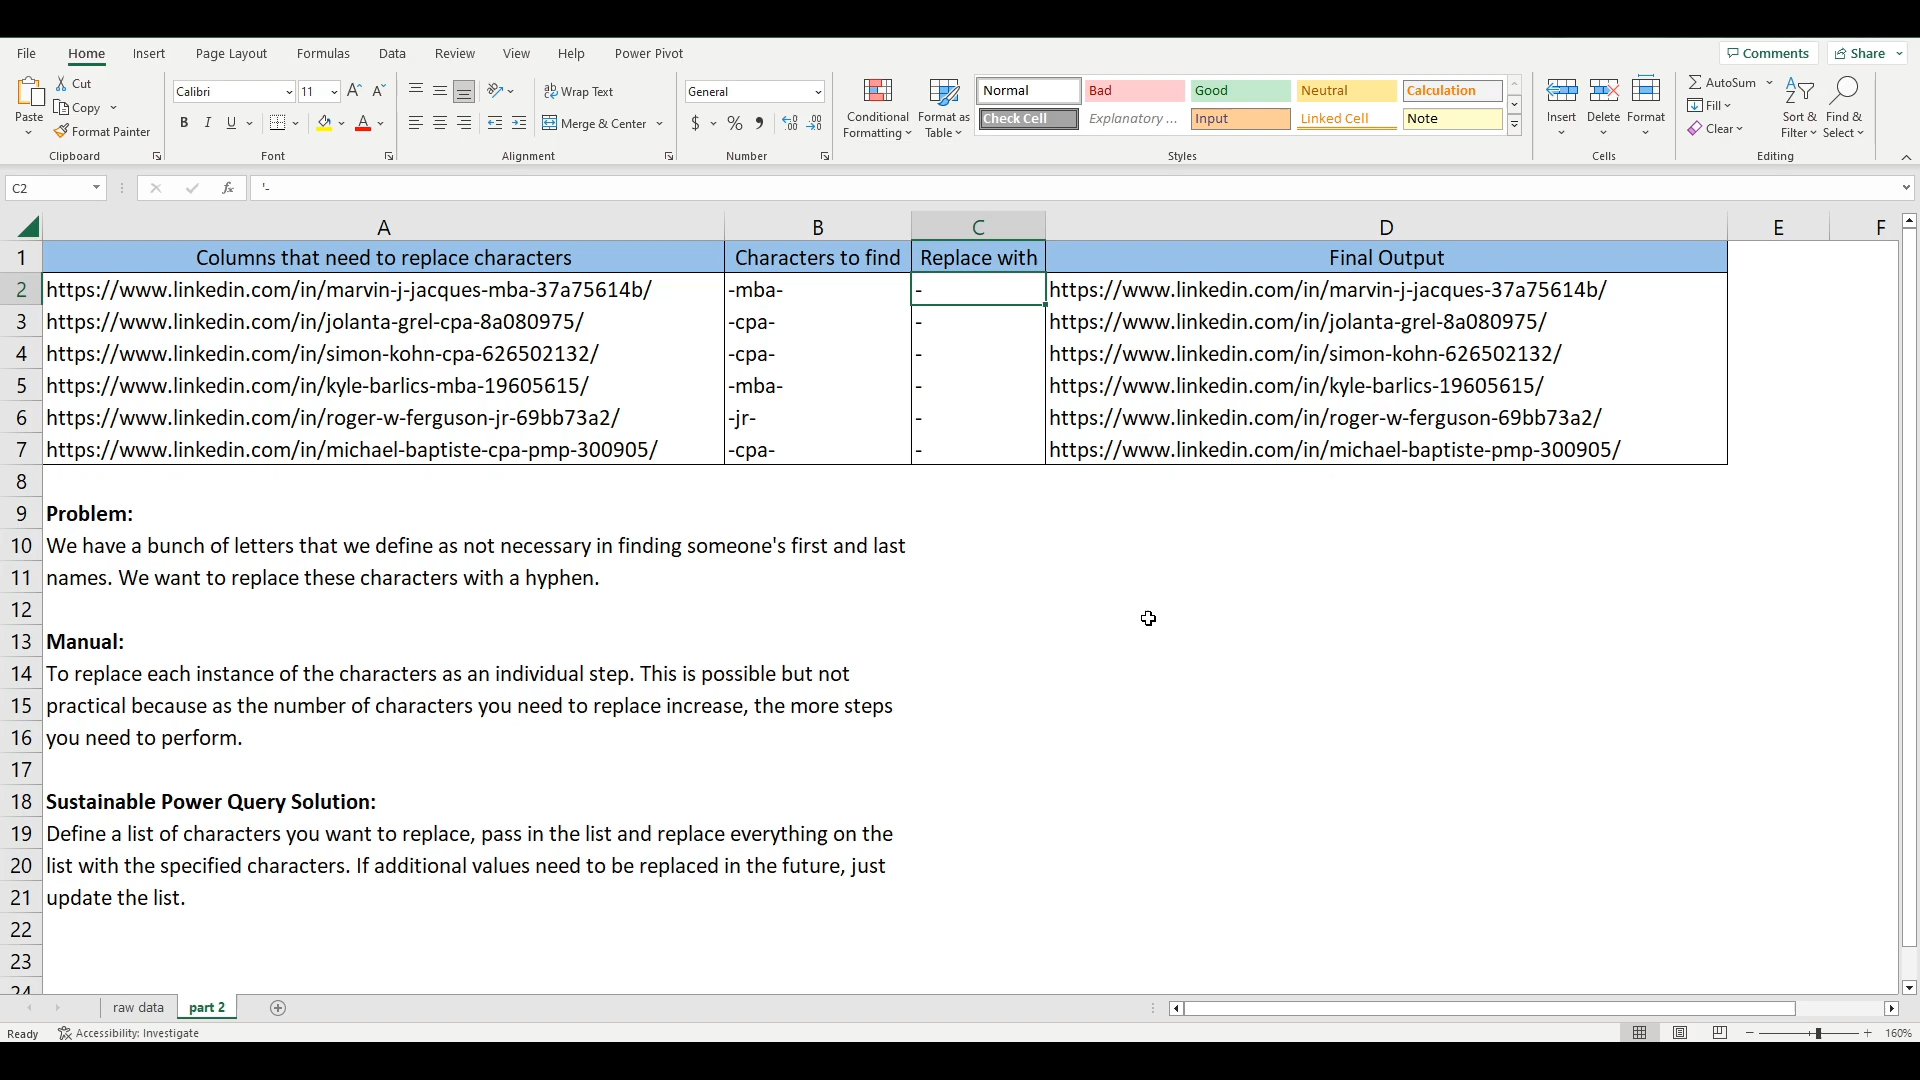 File Home Insert Page Layout Formulas Data Review View Help Power Pivot Comments Share
Cut Calibri 11 A A Wrap Text General Normal Bad Good Neutral Calculation AutoSum
Paste Copy Conditional Formatting Format as Table Insert Delete Format Fill Sort & Filter Find & Select
Format Painter B I U A Merge & Center $ % Check Cell Explanatory ... Input Linked Cell Note Clear
Clipboard Font Alignment Number Styles Cells Editing
C2 fx '-
A B C D E F
1 Columns that need to replace characters Characters to find Replace with Final Output
2 https://www.linkedin.com/in/marvin-j-jacques-mba-37a75614b/ -mba- - https://www.linkedin.com/in/marvin-j-jacques-37a75614b/
3 https://www.linkedin.com/in/jolanta-grel-cpa-8a080975/ -cpa- - https://www.linkedin.com/in/jolanta-grel-8a080975/
4 https://www.linkedin.com/in/simon-kohn-cpa-626502132/ -cpa- - https://www.linkedin.com/in/simon-kohn-626502132/
5 https://www.linkedin.com/in/kyle-barlics-mba-19605615/ -mba- - https://www.linkedin.com/in/kyle-barlics-19605615/
6 https://www.linkedin.com/in/roger-w-ferguson-jr-69bb73a2/ -jr- - https://www.linkedin.com/in/roger-w-ferguson-69bb73a2/
7 https://www.linkedin.com/in/michael-baptiste-cpa-pmp-300905/ -cpa- - https://www.linkedin.com/in/michael-baptiste-pmp-300905/
8
9 Problem:
10 We have a bunch of letters that we define as not necessary in finding someone's first and last
11 names. We want to replace these characters with a hyphen.
12
13 Manual:
14 To replace each instance of the characters as an individual step. This is possible but not
15 practical because as the number of characters you need to replace increase, the more steps
16 you need to perform.
17
18 Sustainable Power Query Solution:
19 Define a list of characters you want to replace, pass in the list and replace everything on the
20 list with the specified characters. If additional values need to be replaced in the future, just
21 update the list.
22
23
24
raw data part 2
Ready Accessibility: Investigate 160%